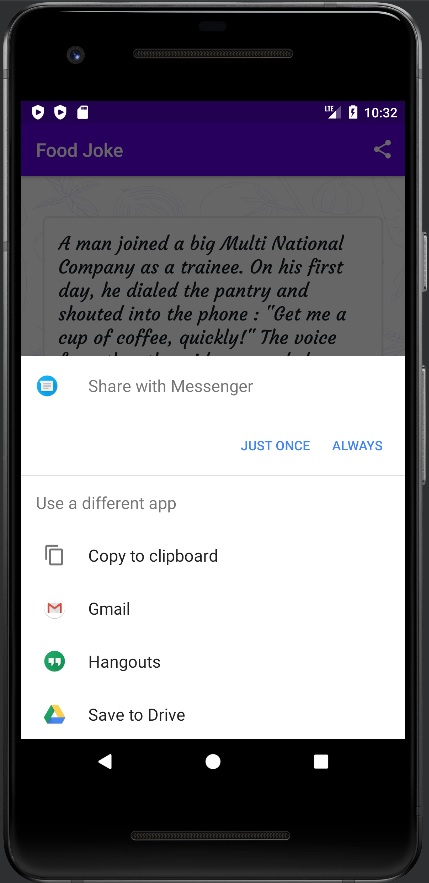 LTE 10:32
Food Joke
A man joined a big Multi National
Company as a trainee. On his first
day, he dialed the pantry and
shouted into the phone : "Get me a
cup of coffee, quickly!" The voice
Share with Messenger
JUST ONCE ALWAYS
Use a different app
Copy to clipboard
Gmail
Hangouts
Save to Drive